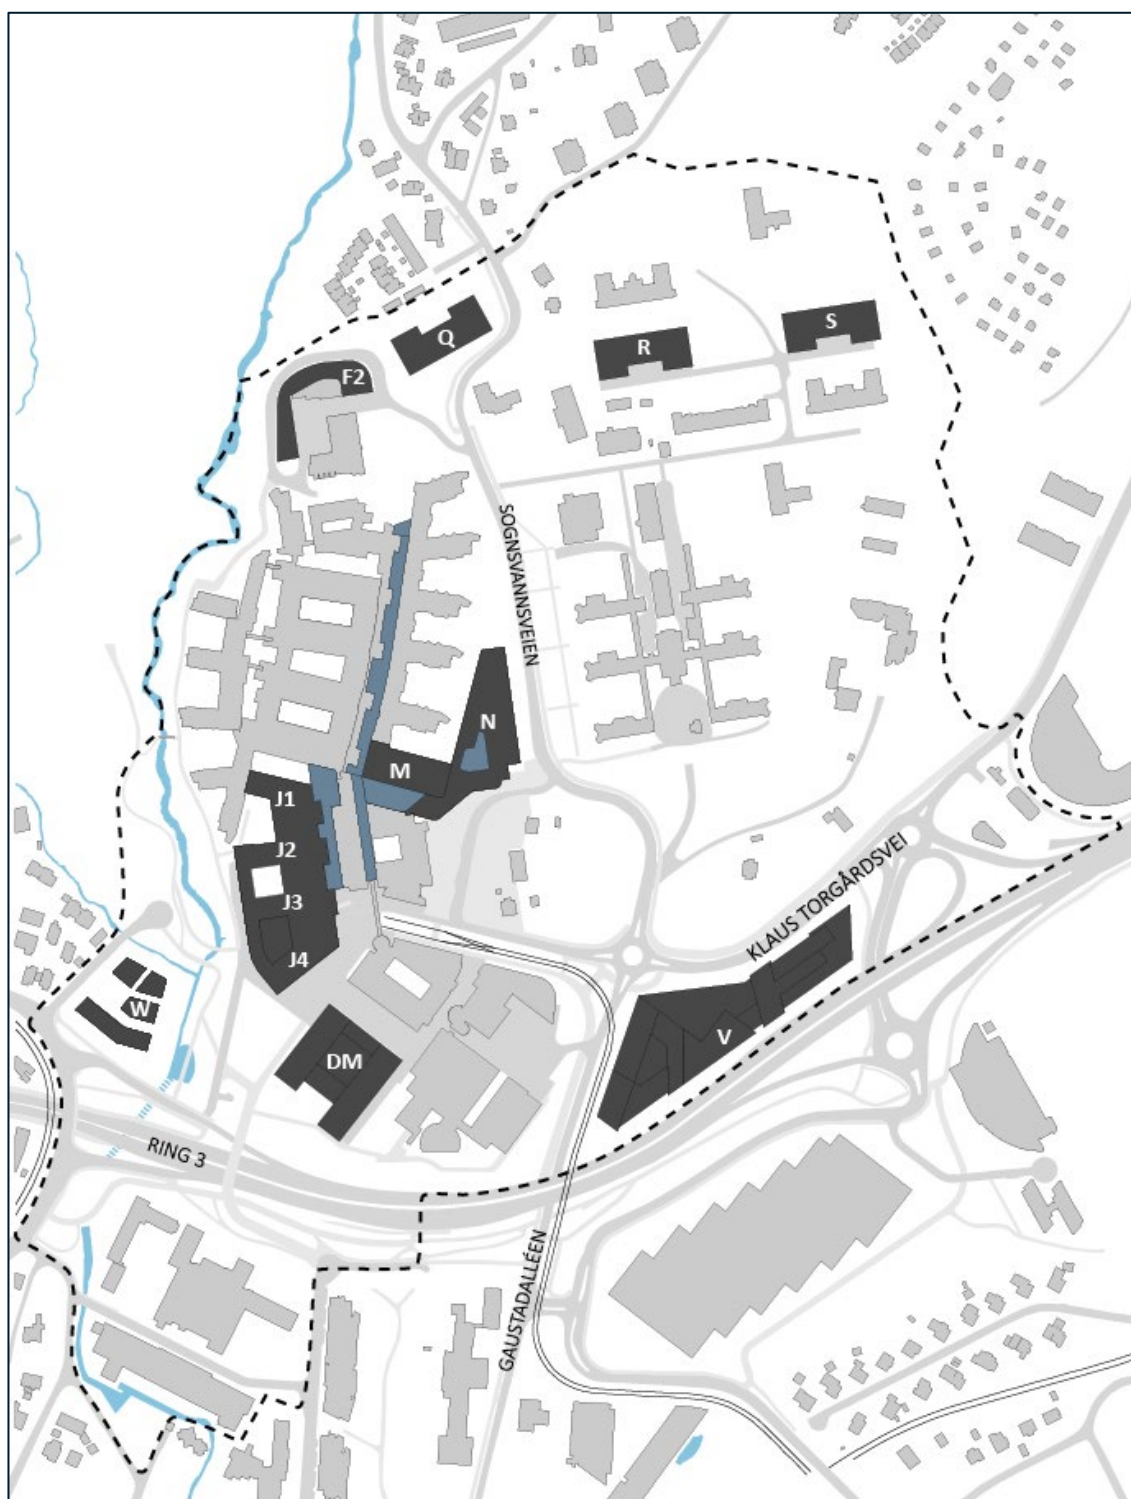 S
R
Q
F2
SOGNSVANNSVEIEN
N
M
J1
J2
J3
J4
KLAUS TORGÅRDSVEI
W
V
DM
RING 3
GAUSTADALLÉEN